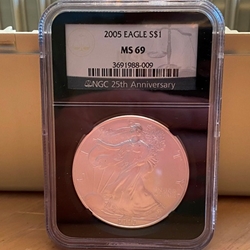 2005 EAGLE S$1
MS 69
3691988-009
NGC 25th Anniversary